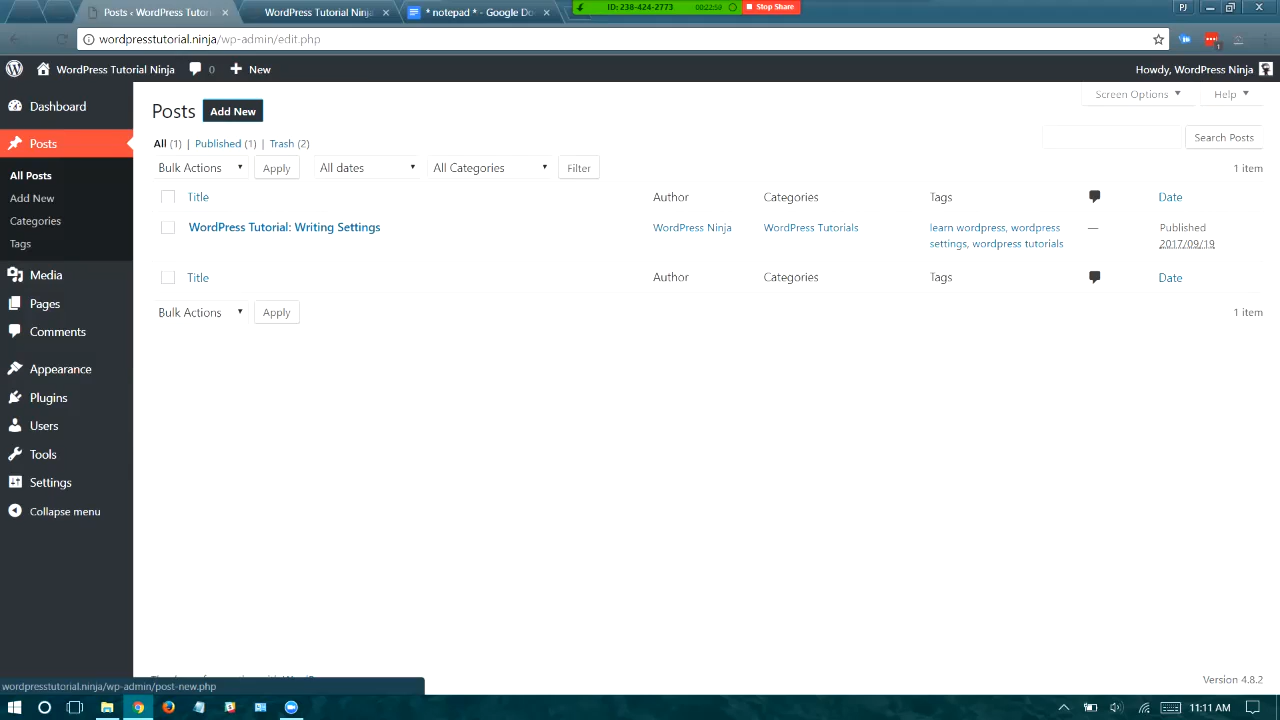 Posts < WordPress Tutori
WordPress Tutorial Ninja
* notepad * - Google Do
ID: 238-424-2773
00:22:59
Stop Share
PJ
wordpresstutorial.ninja/wp-admin/edit.php
WordPress Tutorial Ninja
0
New
Howdy, WordPress Ninja
Dashboard
Posts
All Posts
Add New
Categories
Tags
Media
Pages
Comments
Appearance
Plugins
Users
Tools
Settings
Collapse menu
Posts
Add New
Screen Options
Help
All (1) | Published (1) | Trash (2)
Search Posts
Bulk Actions
Apply
All dates
All Categories
Filter
1 item
Title
Author
Categories
Tags
Date
WordPress Tutorial: Writing Settings
WordPress Ninja
WordPress Tutorials
learn wordpress, wordpress
settings, wordpress tutorials
—
Published
2017/09/19
Title
Author
Categories
Tags
Date
Bulk Actions
Apply
1 item
Version 4.8.2
wordpresstutorial.ninja/wp-admin/post-new.php
11:11 AM